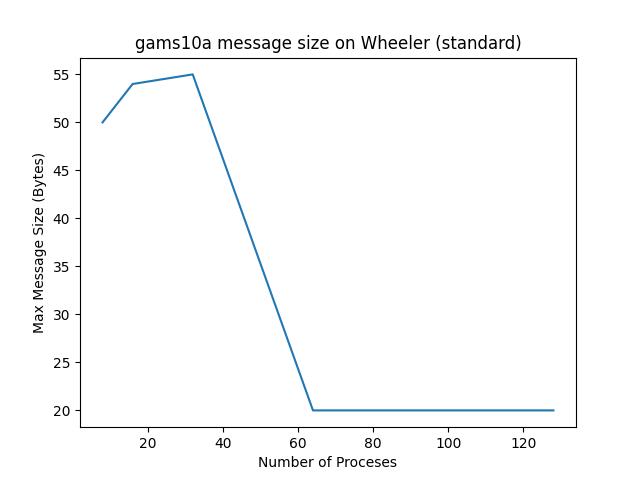 gams10a message size on Wheeler (standard)
55
50
45
40
35
30
25
20
Max Message Size (Bytes)
20 40 60 80 100 120
Number of Proceses